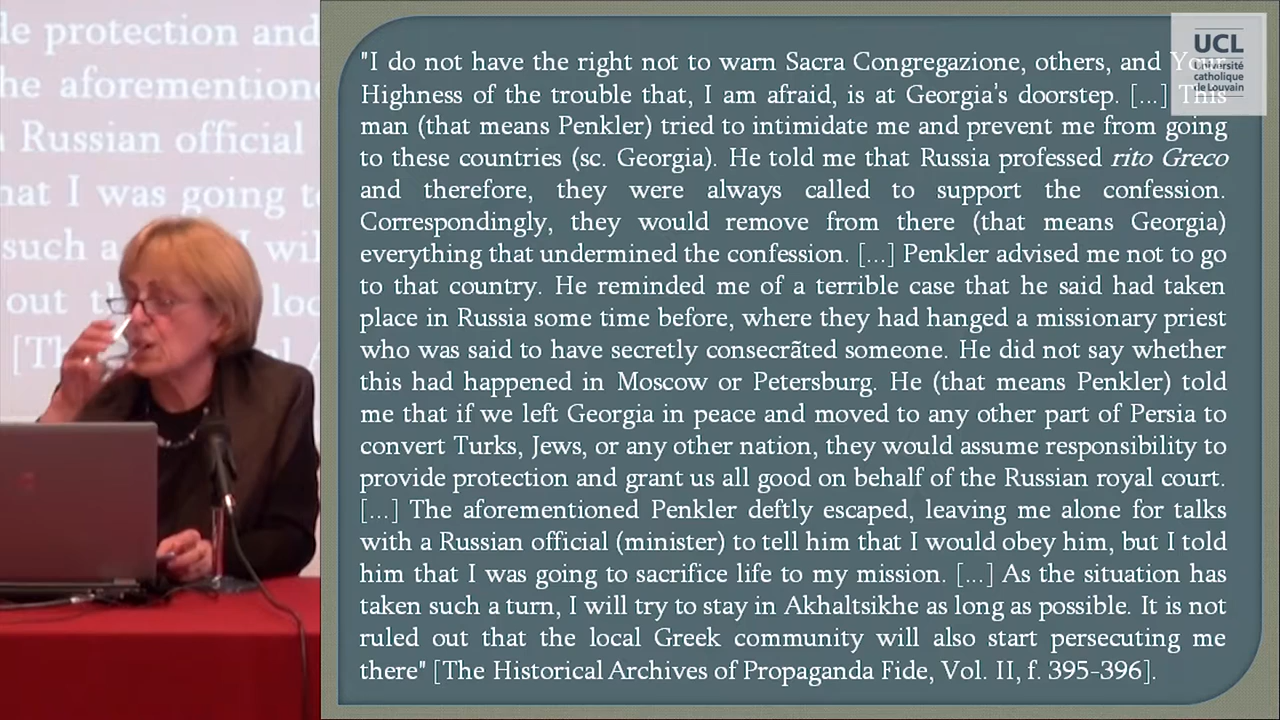 de protection and
he aforementione
Russian official
hat I was going to
such a
I wil
out t
loc
[Th
"I do not have the right not to warn Sacra Congregazione, others, and Your
Highness of the trouble that, I am afraid, is at Georgia's doorstep. [...] This
man (that means Penkler) tried to intimidate me and prevent me from going
to these countries (sc. Georgia). He told me that Russia professed rito Greco
and therefore, they were always called to support the confession.
Correspondingly, they would remove from there (that means Georgia)
everything that undermined the confession. [...] Penkler advised me not to go
to that country. He reminded me of a terrible case that he said had taken
place in Russia some time before, where they had hanged a missionary priest
who was said to have secretly consecrãted someone. He did not say whether
this had happened in Moscow or Petersburg. He (that means Penkler) told
me that if we left Georgia in peace and moved to any other part of Persia to
convert Turks, Jews, or any other nation, they would assume responsibility to
provide protection and grant us all good on behalf of the Russian royal court.
[...] The aforementioned Penkler deftly escaped, leaving me alone for talks
with a Russian official (minister) to tell him that I would obey him, but I told
him that I was going to sacrifice life to my mission. [...] As the situation has
taken such a turn, I will try to stay in Akhaltsikhe as long as possible. It is not
ruled out that the local Greek community will also start persecuting me
there" [The Historical Archives of Propaganda Fide, Vol. II, f. 395-396].
UCL
Université
catholique
de Louvain